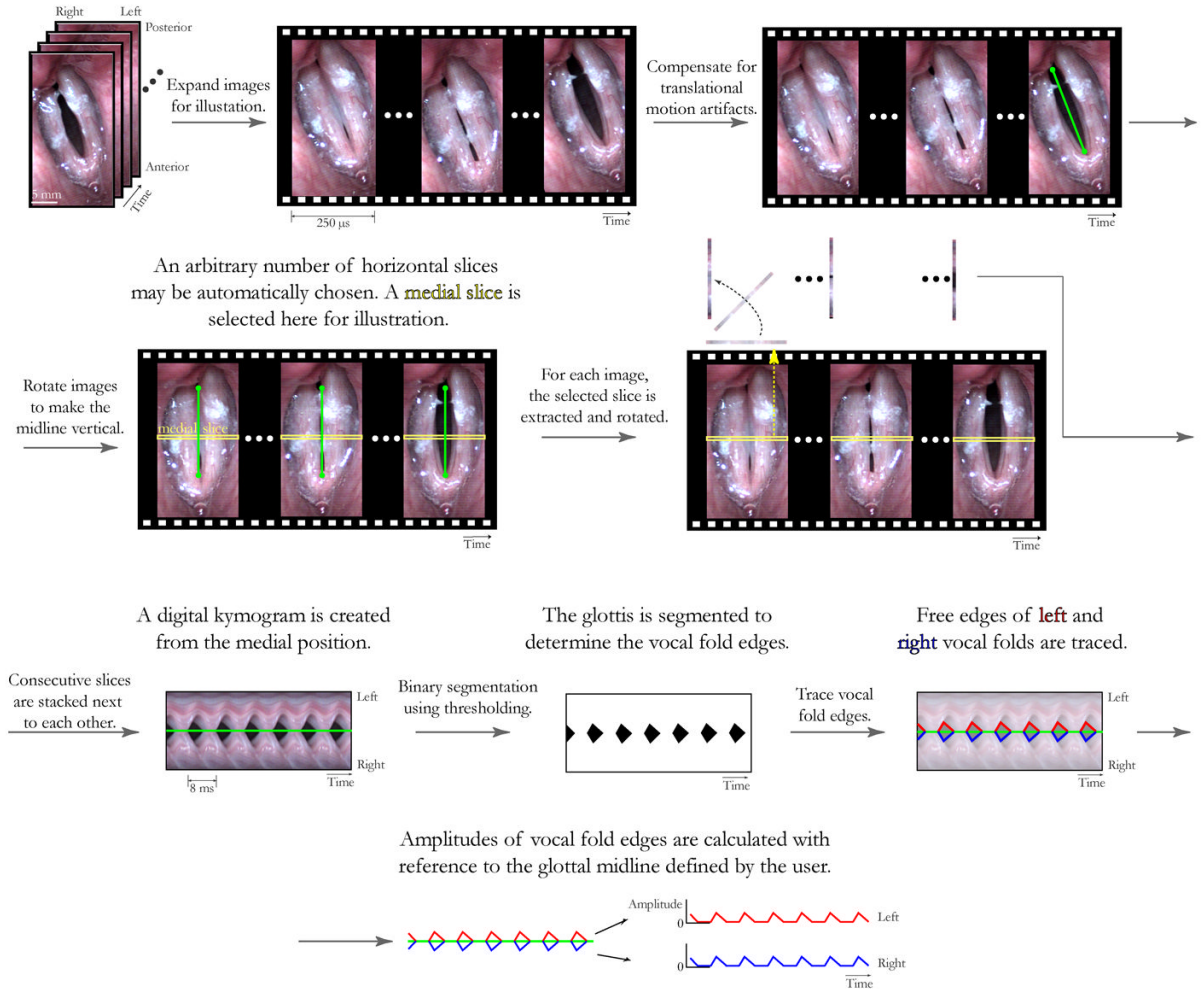 Right
Left
Posterior
Anterior
5 mm
Time
Expand images
for illustation.
250 µs
Time
Compensate for
translational
motion artifacts.
Time
An arbitrary number of horizontal slices
may be automatically chosen. A medial slice is
selected here for illustration.
Rotate images
to make the
midline vertical.
medial slice
Time
For each image,
the selected slice is
extracted and rotated.
Time
A digital kymogram is created
from the medial position.
The glottis is segmented to
determine the vocal fold edges.
Free edges of left and
right vocal folds are traced.
Consecutive slices
are stacked next
to each other.
Left
Right
8 ms
Time
Binary segmentation
using thresholding.
Time
Trace vocal
fold edges.
Left
Right
Time
Amplitudes of vocal fold edges are calculated with
reference to the glottal midline defined by the user.
Amplitude
0
Left
0
Right
Time